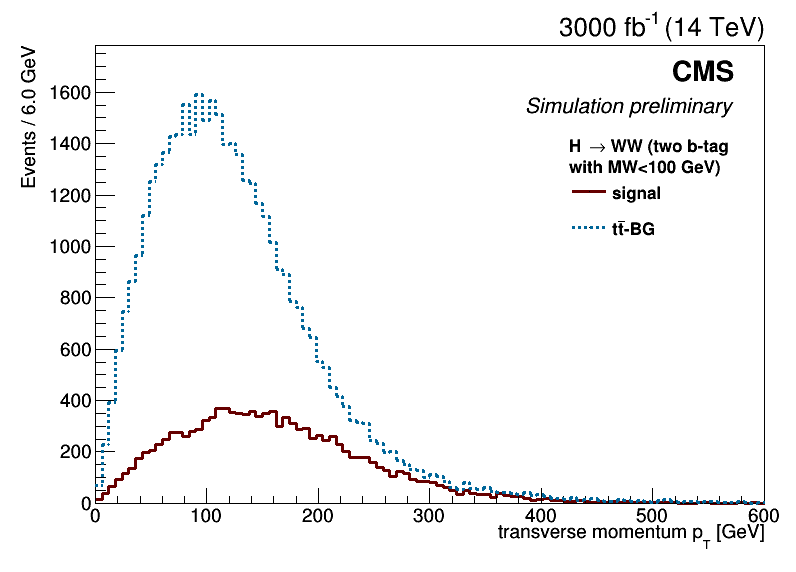 3000 fb⁻¹ (14 TeV)
CMS
Simulation preliminary
H → WW (two b-tag
with MW<100 GeV)
signal
tt̄-BG
Events / 6.0 GeV
1600
1400
1200
1000
800
600
400
200
0
0 100 200 300 400 500 600
transverse momentum p_T [GeV]